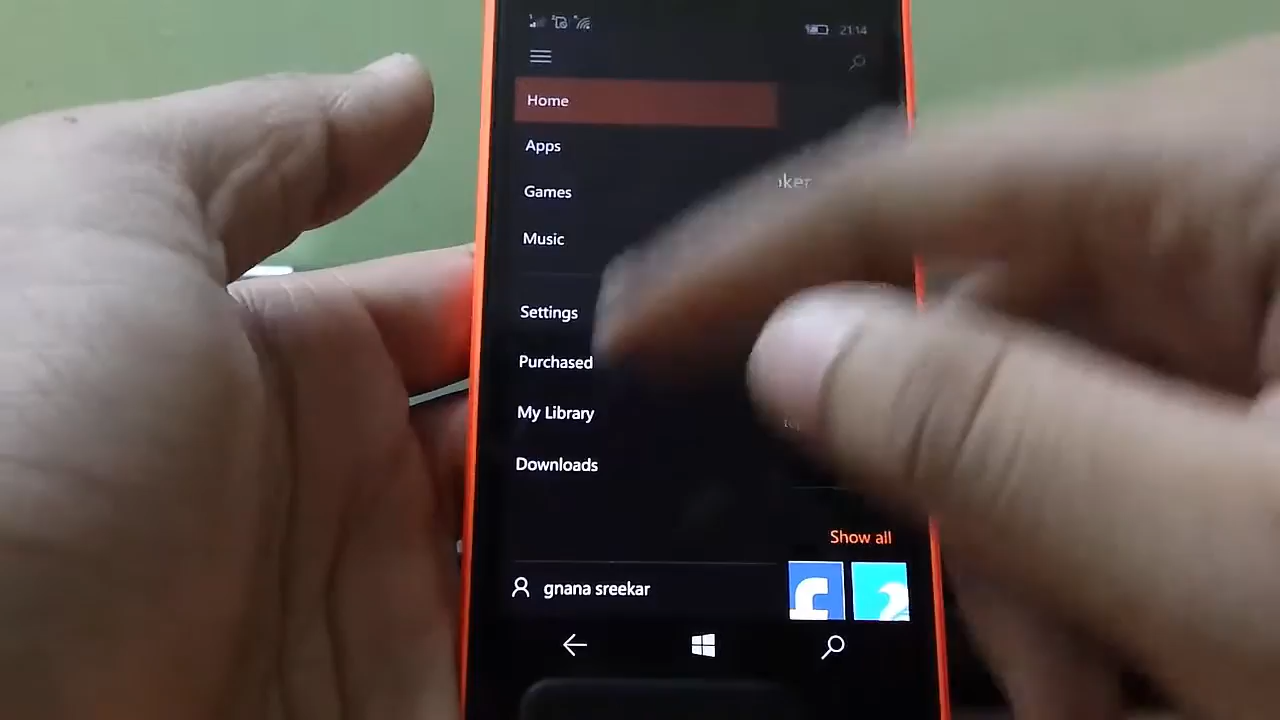 21:14
Home
Apps
Games
Music
Settings
Purchased
My Library
Downloads
Show all
gnana sreekar